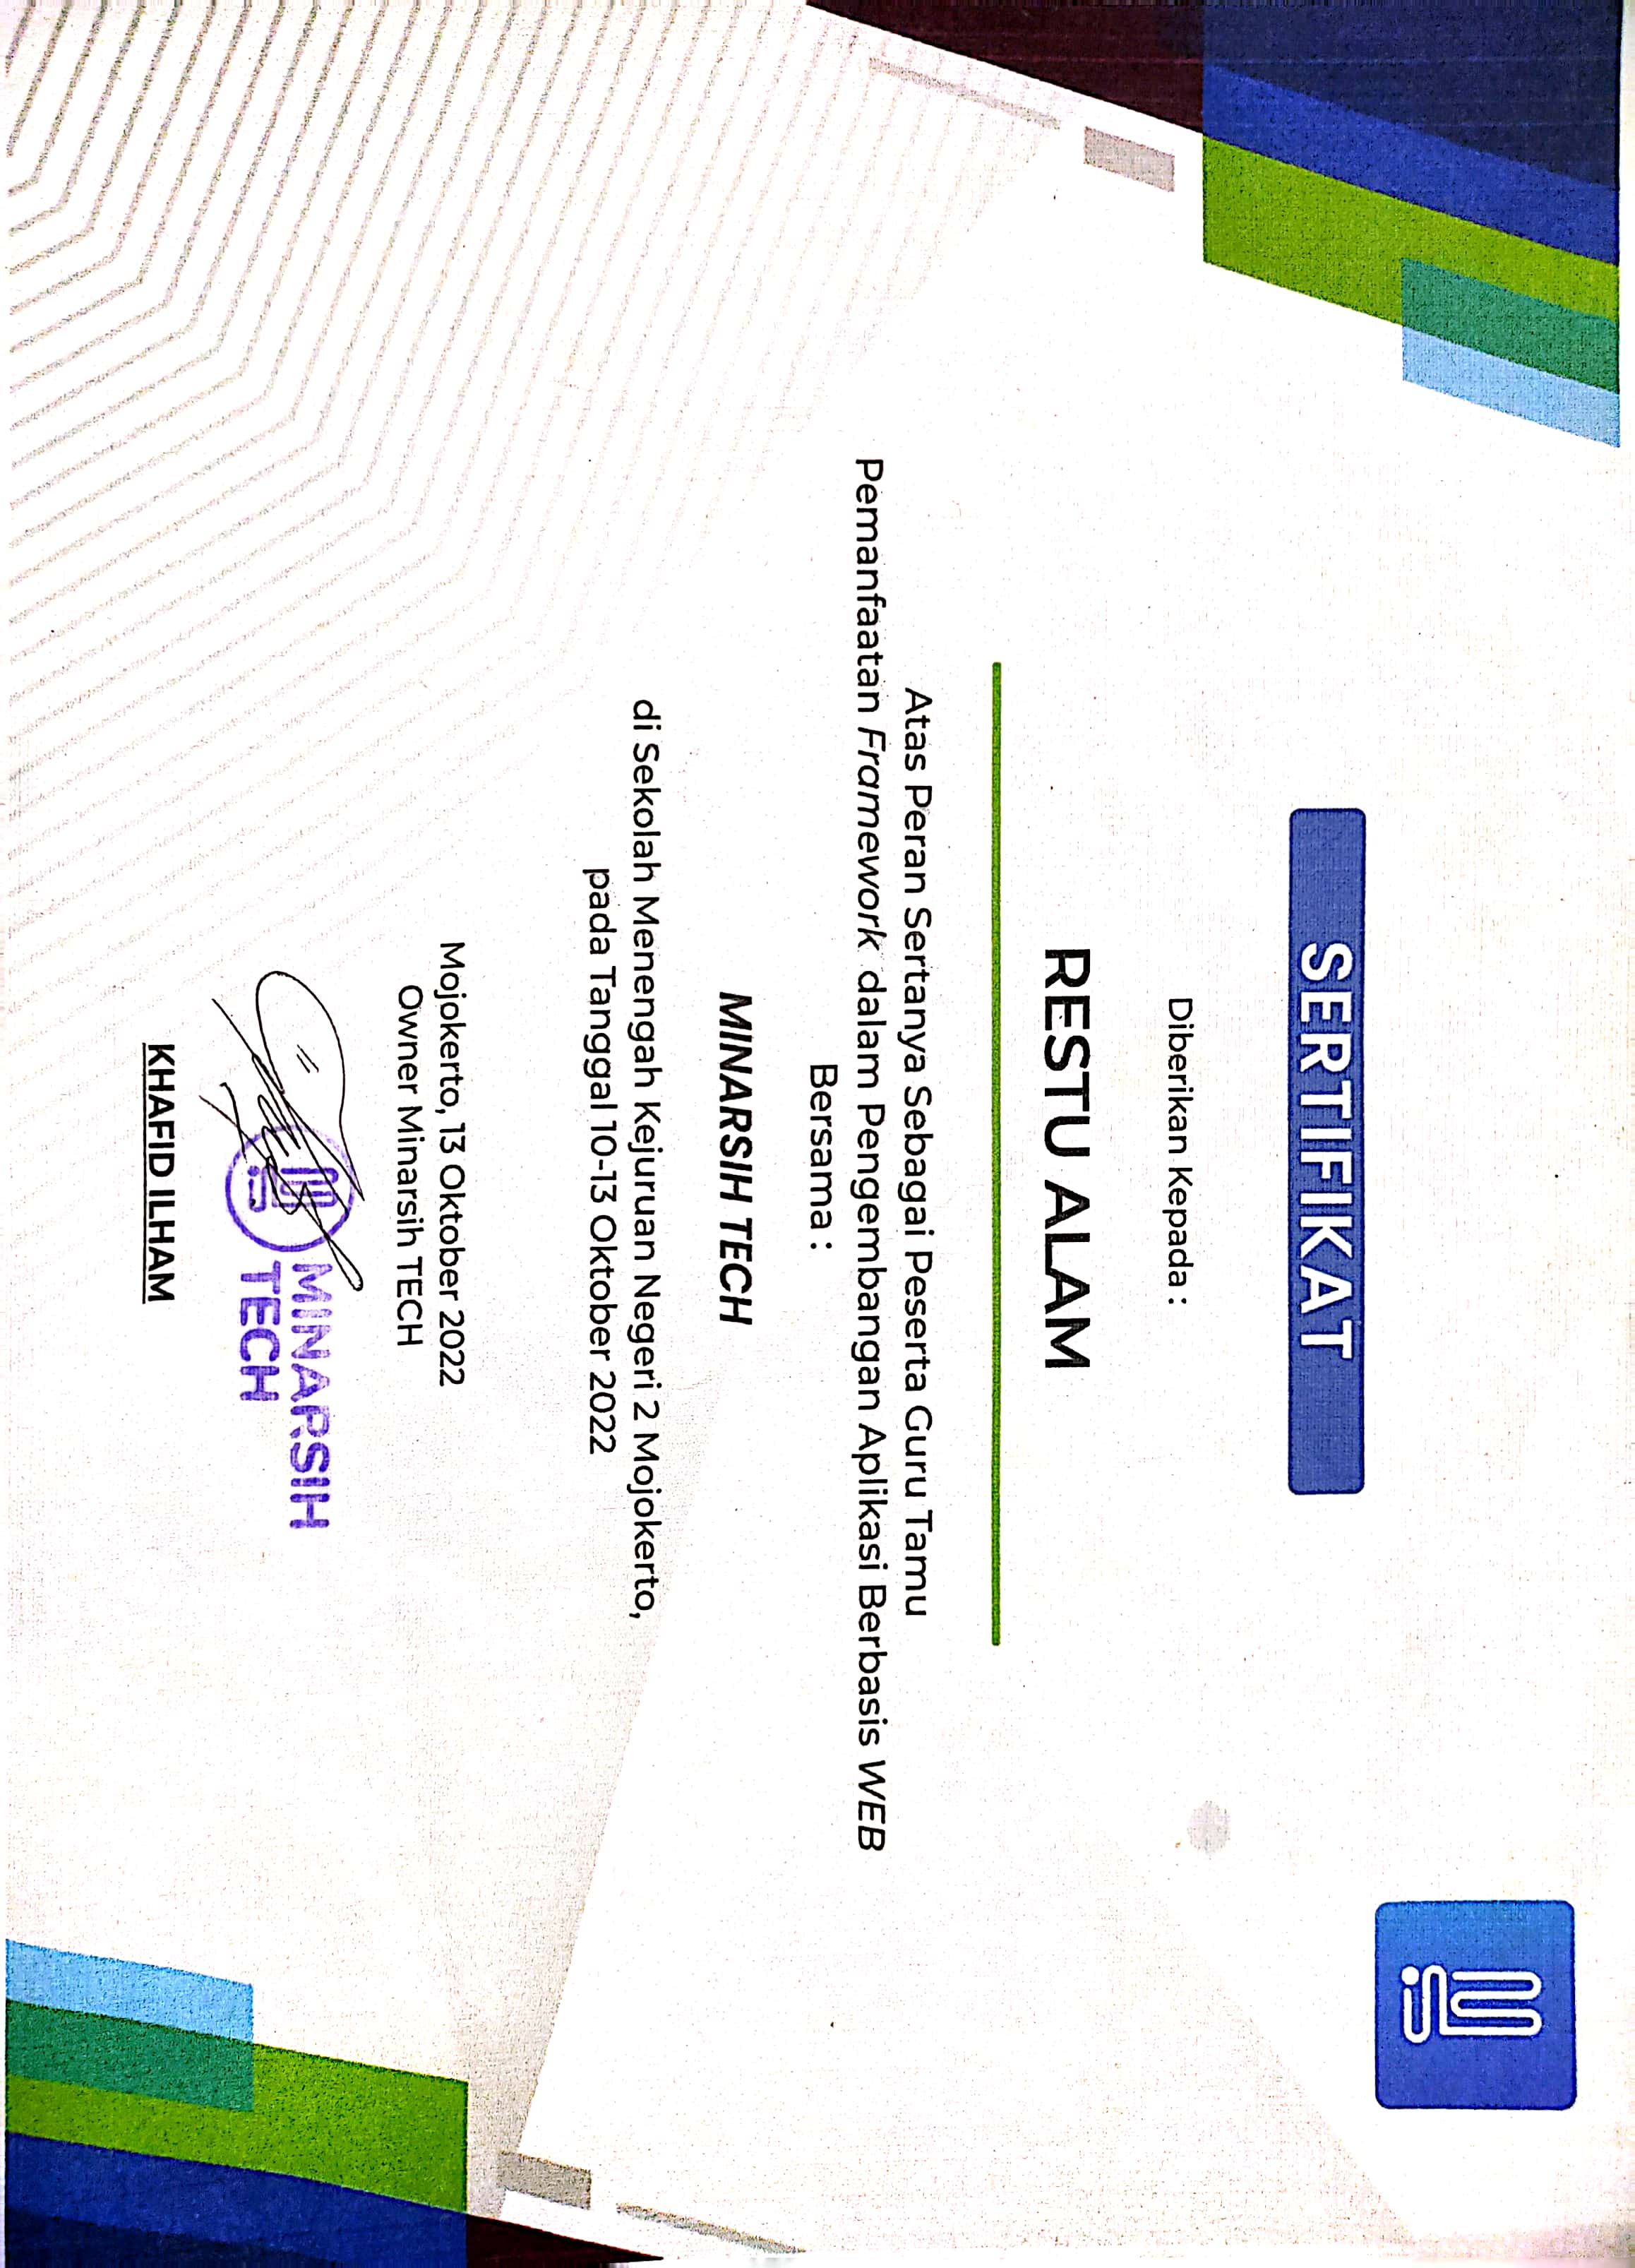 SERTIFIKAT
Diberikan Kepada :
RESTU ALAM
Atas Peran Sertanya Sebagai Peserta Guru Tamu
Pemanfaatan Framework dalam Pengembangan Aplikasi Berbasis WEB
Bersama :
MINARSIH TECH
di Sekolah Menengah Kejuruan Negeri 2 Mojokerto,
pada Tanggal 10-13 Oktober 2022
Mojokerto, 13 Oktober 2022
Owner Minarsih TECH
MINARSIH
TECH
KHAFID ILHAM